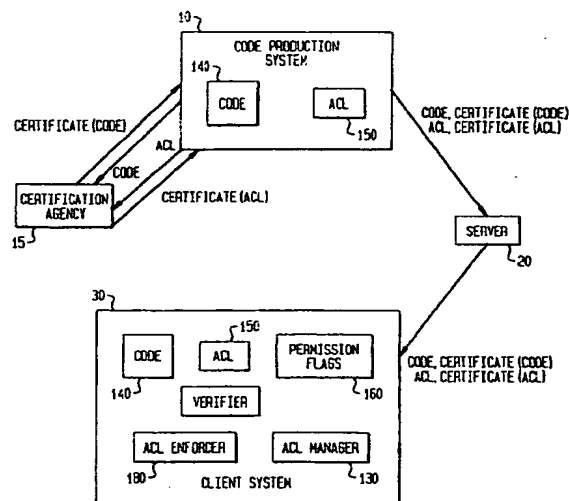 10
CODE PRODUCTION
SYSTEM
140
CODE
ACL
150
CERTIFICATE (CODE)
CODE
ACL
CERTIFICATE (ACL)
CERTIFICATION
AGENCY
15
CODE, CERTIFICATE (CODE)
ACL, CERTIFICATE (ACL)
SERVER
20
30
CODE
140
150
ACL
PERMISSION
FLAGS
160
VERIFIER
ACL ENFORCER
180
ACL MANAGER
130
CLIENT SYSTEM
CODE, CERTIFICATE (CODE)
ACL, CERTIFICATE (ACL)